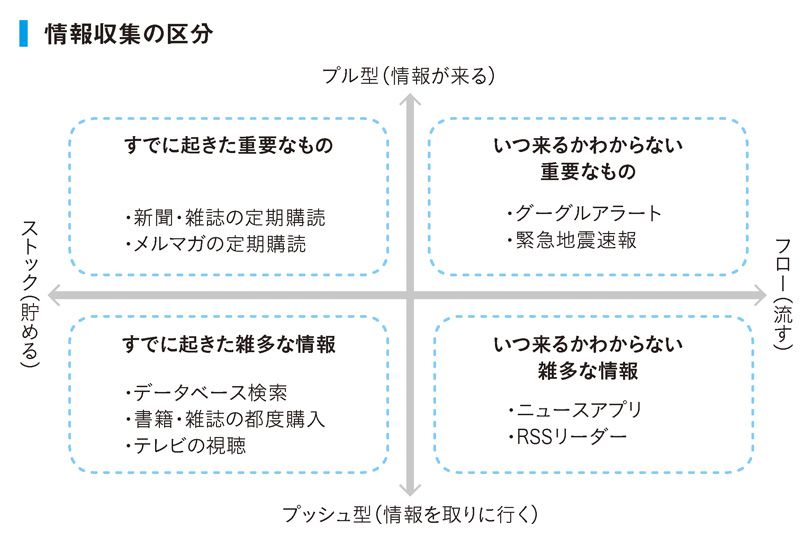 情報収集の区分
プル型（情報が来る）
すでに起きた重要なもの
・新聞・雑誌の定期購読
・メルマガの定期購読
いつ来るかわからない
重要なもの
・グーグルアラート
・緊急地震速報
ストック（貯める）
フロー（流す）
すでに起きた雑多な情報
・データベース検索
・書籍・雑誌の都度購入
・テレビの視聴
いつ来るかわからない
雑多な情報
・ニュースアプリ
・RSSリーダー
プッシュ型（情報を取りに行く）